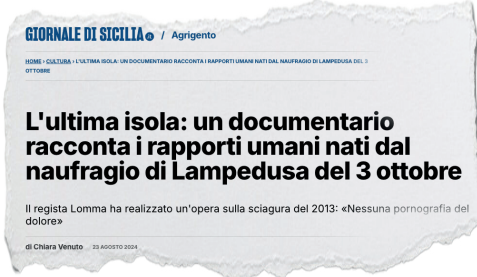 GIORNALE DI SICILIA / Agrigento
HOME › CULTURA › L'ULTIMA ISOLA: UN DOCUMENTARIO RACCONTA I RAPPORTI UMANI NATI DAL NAUFRAGIO DI LAMPEDUSA DEL 3
OTTOBRE
L'ultima isola: un documentario
racconta i rapporti umani nati dal
naufragio di Lampedusa del 3 ottobre
Il regista Lomma ha realizzato un'opera sulla sciagura del 2013: «Nessuna pornografia del
dolore»
di Chiara Venuto 23 AGOSTO 2024